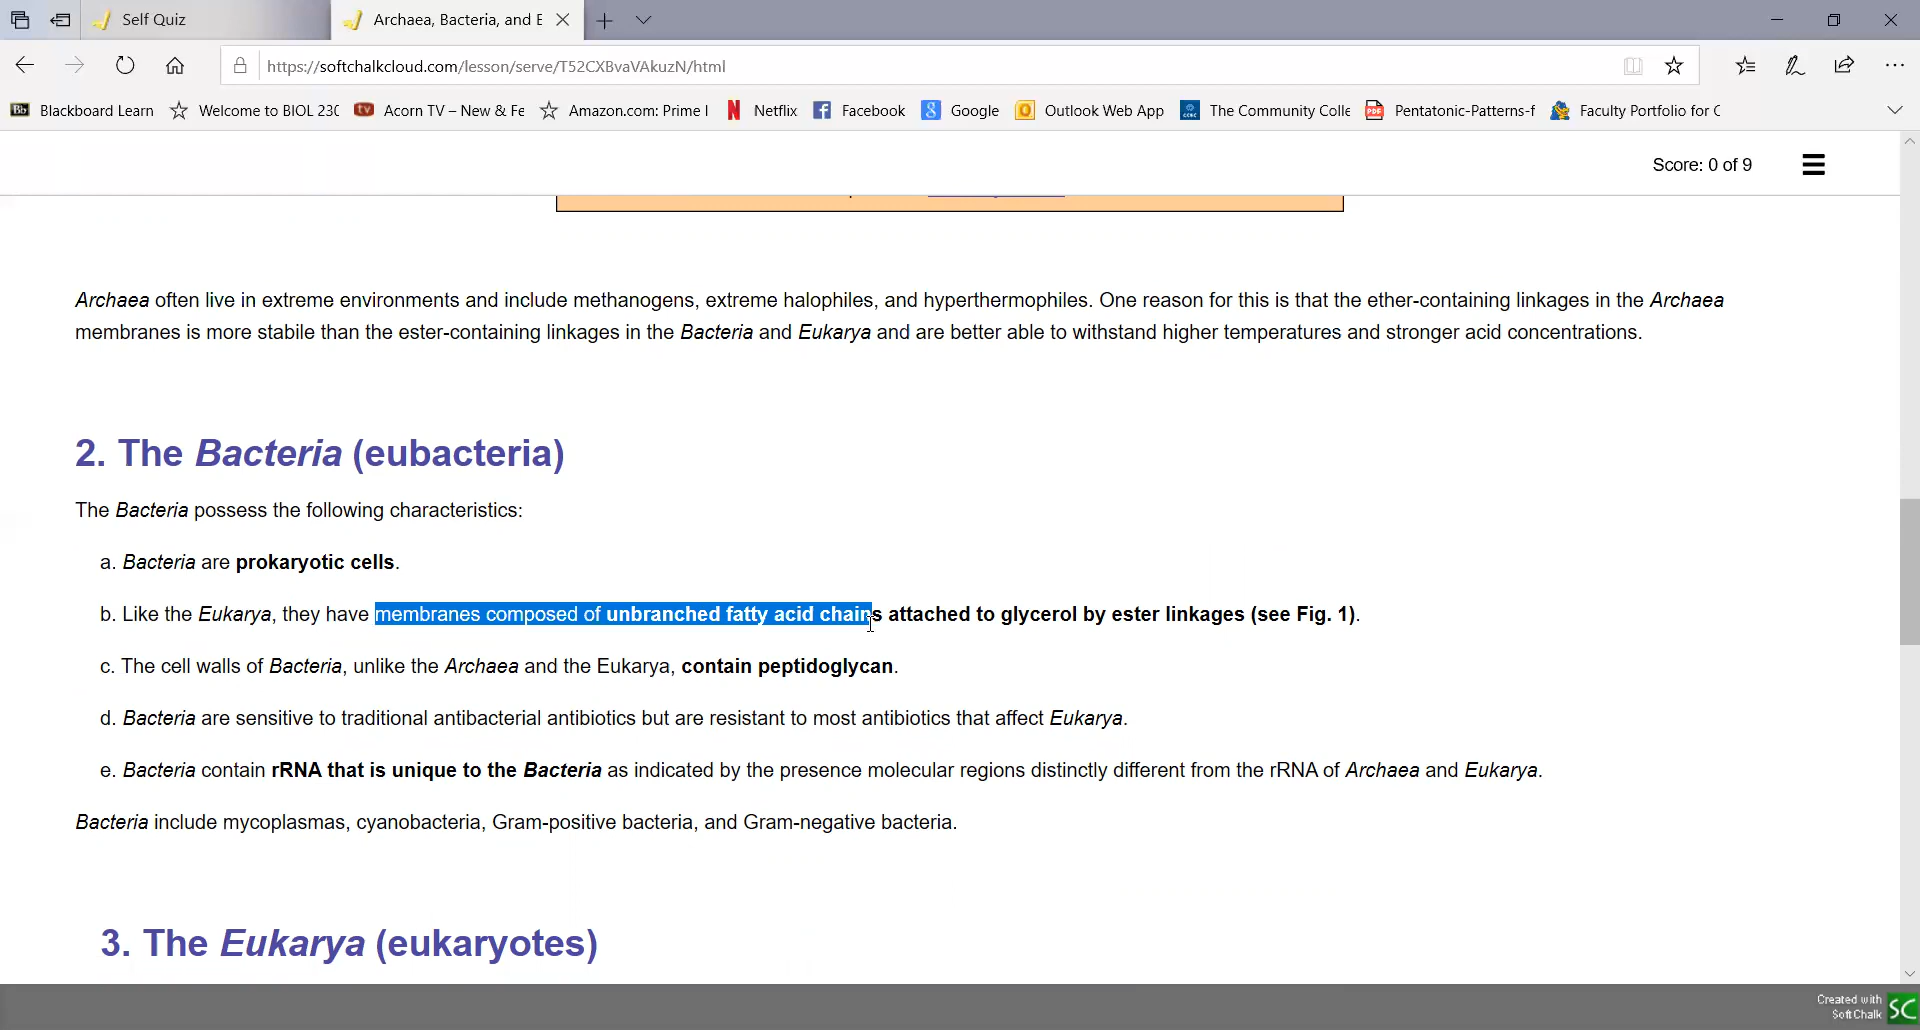 Self Quiz
Archaea, Bacteria, and E
https://softchalkcloud.com/lesson/serve/T52CXBvaVAkuzN/html
Bb Blackboard Learn Welcome to BIOL 230 tv Acorn TV – New & Fe Amazon.com: Prime I N Netflix f Facebook 8 Google Outlook Web App CCBC The Community Colle PDF Pentatonic-Patterns-f Faculty Portfolio for C
Score: 0 of 9
Archaea often live in extreme environments and include methanogens, extreme halophiles, and hyperthermophiles. One reason for this is that the ether-containing linkages in the Archaea
membranes is more stabile than the ester-containing linkages in the Bacteria and Eukarya and are better able to withstand higher temperatures and stronger acid concentrations.
2. The Bacteria (eubacteria)
The Bacteria possess the following characteristics:
a. Bacteria are prokaryotic cells.
b. Like the Eukarya, they have membranes composed of unbranched fatty acid chains attached to glycerol by ester linkages (see Fig. 1).
c. The cell walls of Bacteria, unlike the Archaea and the Eukarya, contain peptidoglycan.
d. Bacteria are sensitive to traditional antibacterial antibiotics but are resistant to most antibiotics that affect Eukarya.
e. Bacteria contain rRNA that is unique to the Bacteria as indicated by the presence molecular regions distinctly different from the rRNA of Archaea and Eukarya.
Bacteria include mycoplasmas, cyanobacteria, Gram-positive bacteria, and Gram-negative bacteria.
3. The Eukarya (eukaryotes)
Created with
SoftChalk
SC